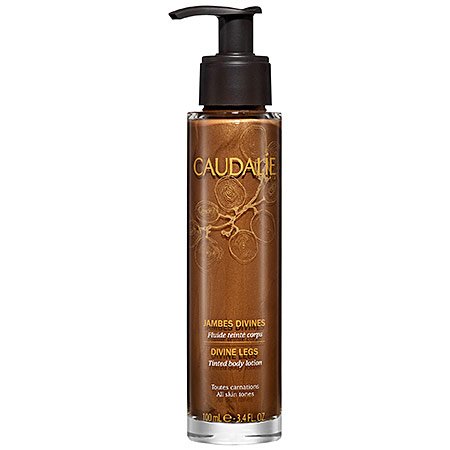 CAUDALIE
JAMBES DIVINES
Fluide teinté corps
DIVINE LEGS
Tinted body lotion
Toutes carnations
All skin tones
100 mL ℮ - 3.4 FL. OZ